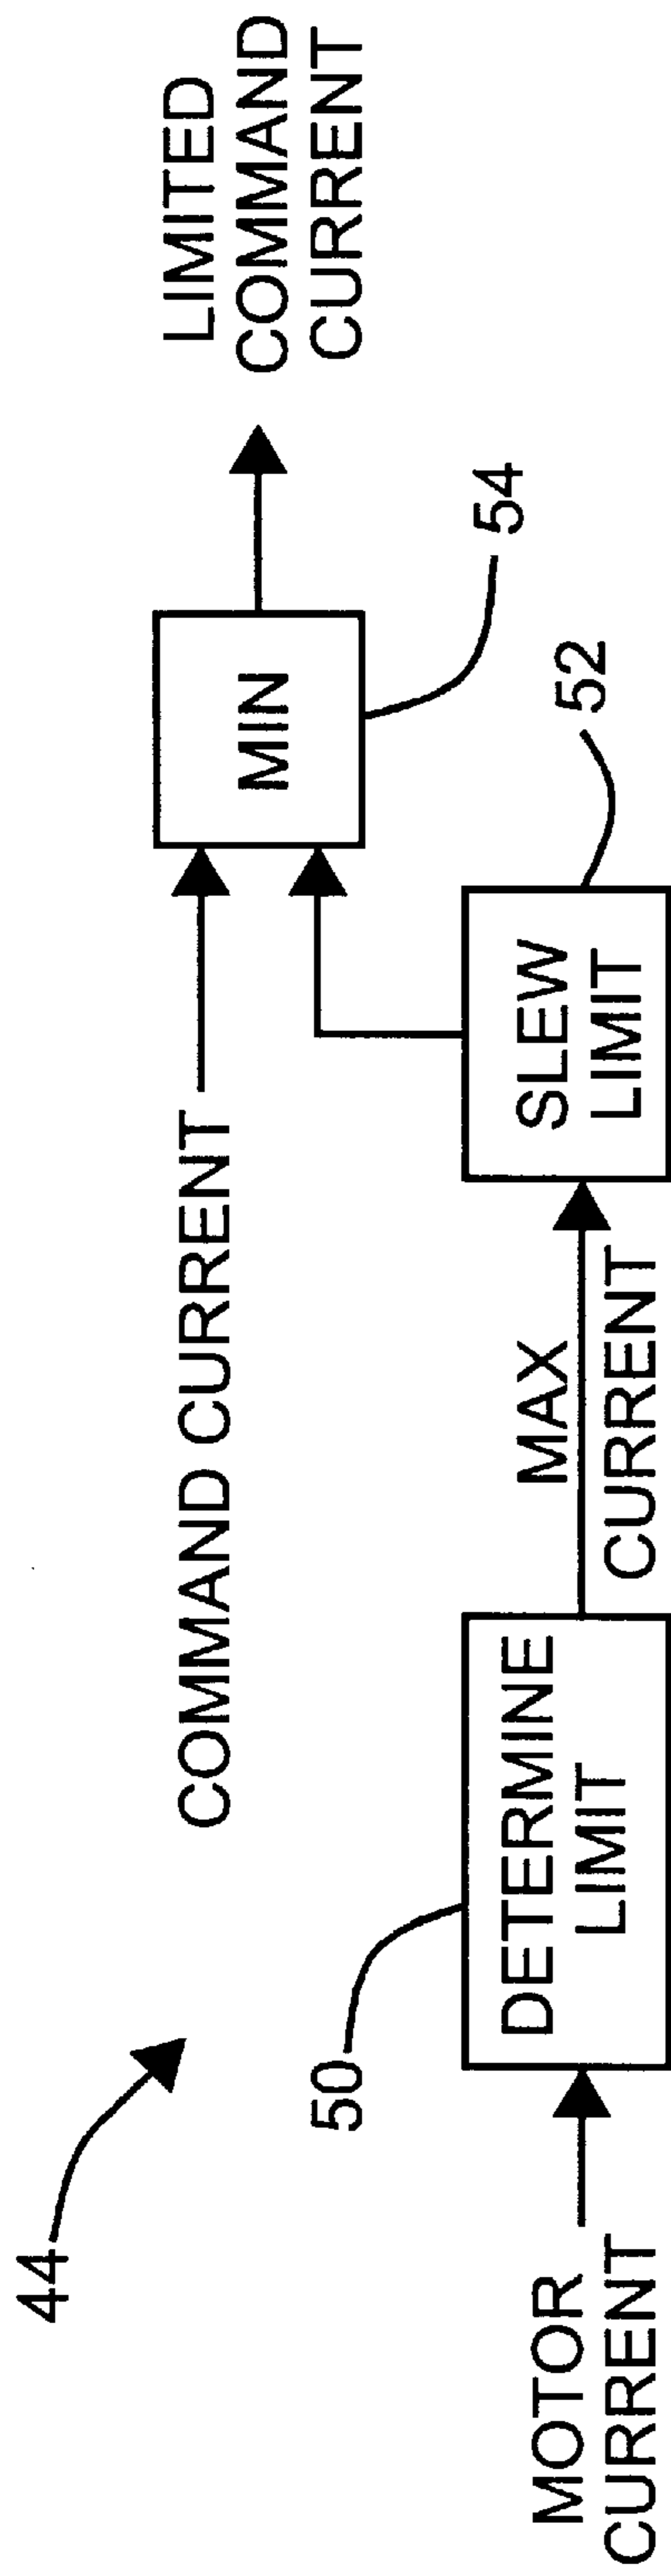 44
COMMAND CURRENT
MIN
54
LIMITED
COMMAND
CURRENT
MOTOR
CURRENT
50
DETERMINE
LIMIT
MAX
CURRENT
SLEW
LIMIT
52